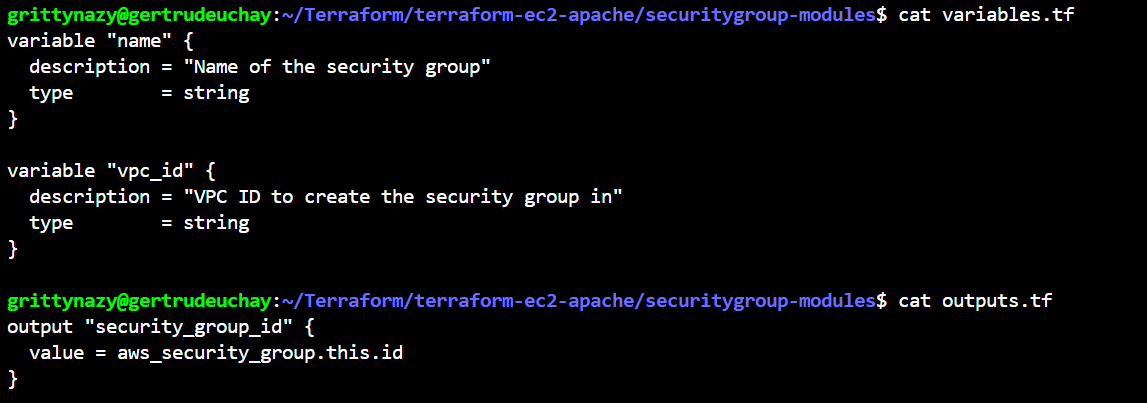 grittynazy@gertrudeuchay:~/Terraform/terraform-ec2-apache/securitygroup-modules$ cat variables.tf
variable "name" {
  description = "Name of the security group"
  type        = string
}

variable "vpc_id" {
  description = "VPC ID to create the security group in"
  type        = string
}

grittynazy@gertrudeuchay:~/Terraform/terraform-ec2-apache/securitygroup-modules$ cat outputs.tf
output "security_group_id" {
  value = aws_security_group.this.id
}